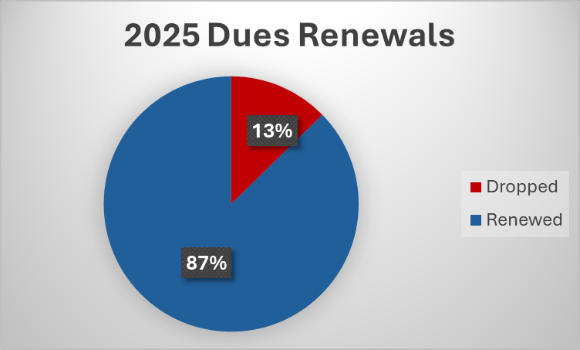 2025 Dues Renewals
13%
87%
Dropped
Renewed